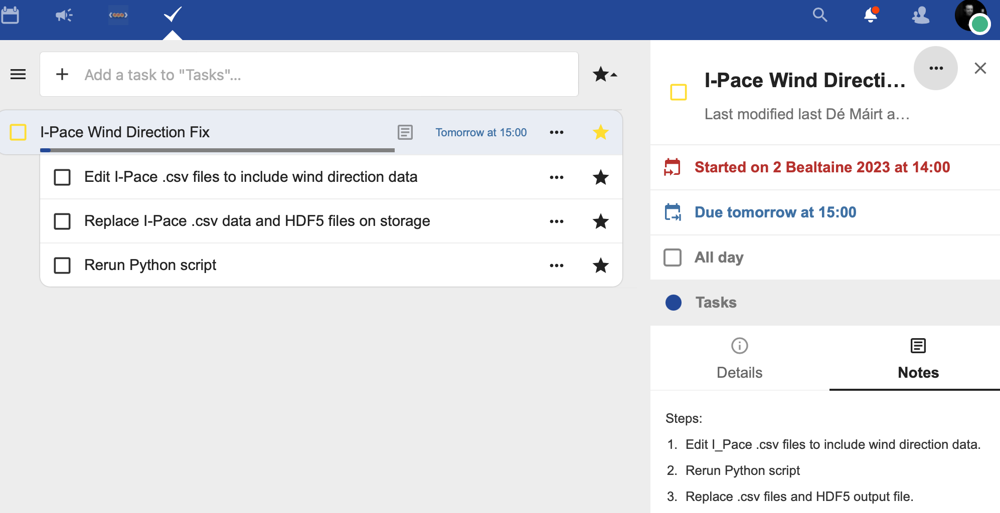 Add a task to "Tasks"...
I-Pace Wind Direction Fix
Tomorrow at 15:00
Edit I-Pace .csv files to include wind direction data
Replace I-Pace .csv data and HDF5 files on storage
Rerun Python script
I-Pace Wind Directi...
Last modified last Dé Máirt a...
Started on 2 Bealtaine 2023 at 14:00
Due tomorrow at 15:00
All day
Tasks
Details
Notes
Steps:
1. Edit I_Pace .csv files to include wind direction data.
2. Rerun Python script
3. Replace .csv files and HDF5 output file.